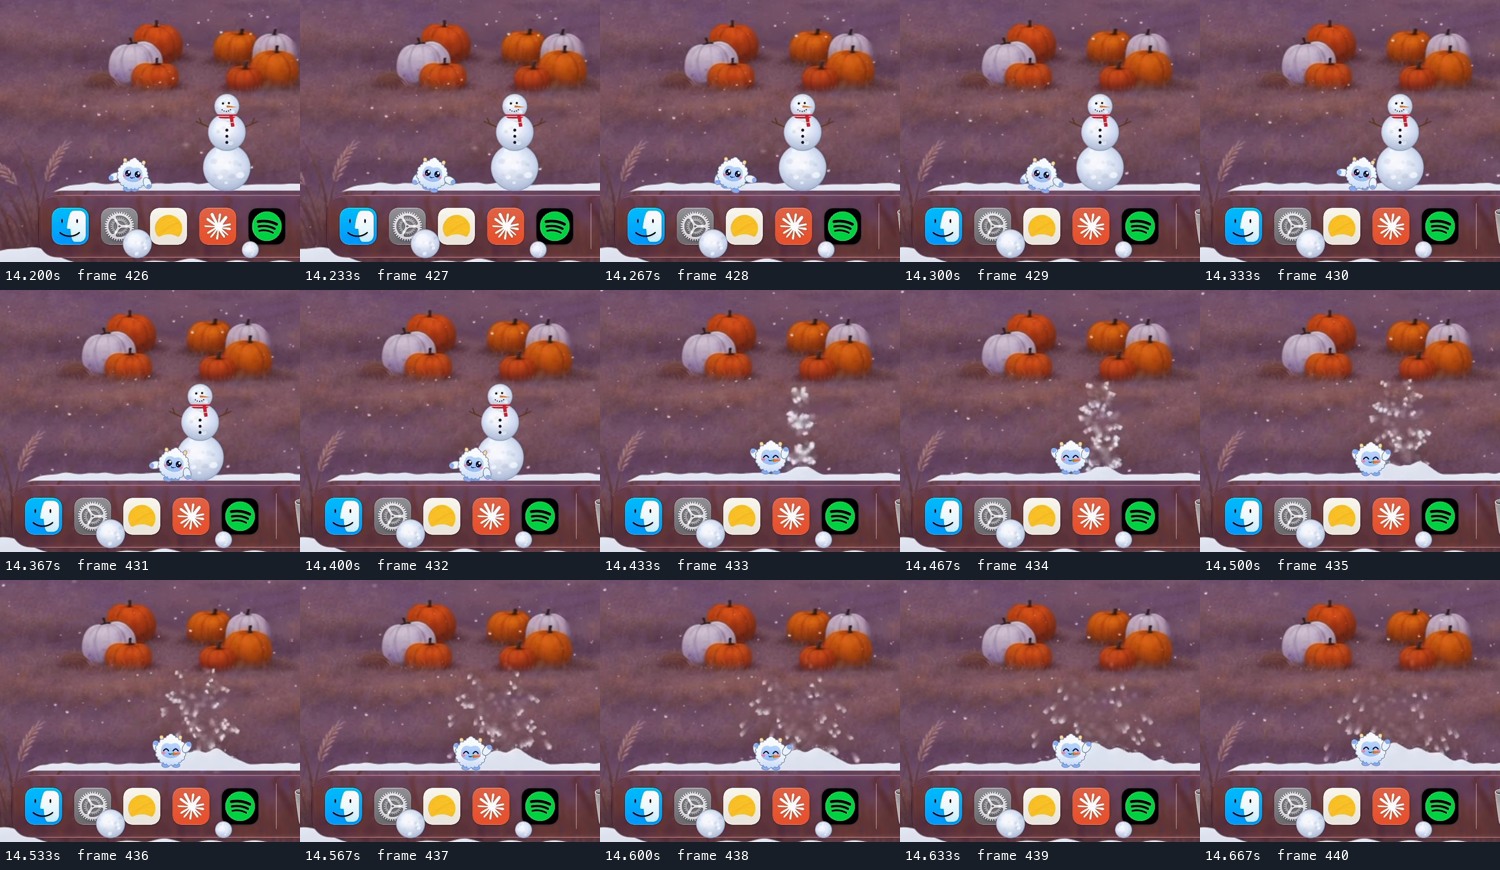 14.200s frame 426
14.233s frame 427
14.267s frame 428
14.300s frame 429
14.333s frame 430
14.367s frame 431
14.400s frame 432
14.433s frame 433
14.467s frame 434
14.500s frame 435
14.533s frame 436
14.567s frame 437
14.600s frame 438
14.633s frame 439
14.667s frame 440